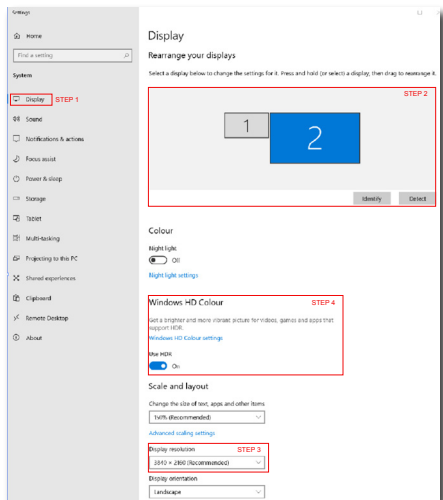 Settings
Home
Display
Find a setting
Rearrange your displays
System
Select a display below to change the settings for it. Press and hold (or select) a display, then drag to rearrange it.
Display
STEP 1
STEP 2
Sound
1
2
Notifications & actions
Focus assist
Power & sleep
Storage
Identify
Detect
Tablet
Multi-tasking
Colour
Projecting to this PC
Night light
Off
Shared experiences
Night light settings
Clipboard
Windows HD Colour
STEP 4
Remote Desktop
Get a brighter and more vibrant picture for videos, games and apps that
support HDR.
About
Windows HD Colour settings
Use HDR
On
Scale and layout
Change the size of text, apps and other items
150% (Recommended)
Advanced scaling settings
Display resolution
STEP 3
3840 × 2160 (Recommended)
Display orientation
Landscape